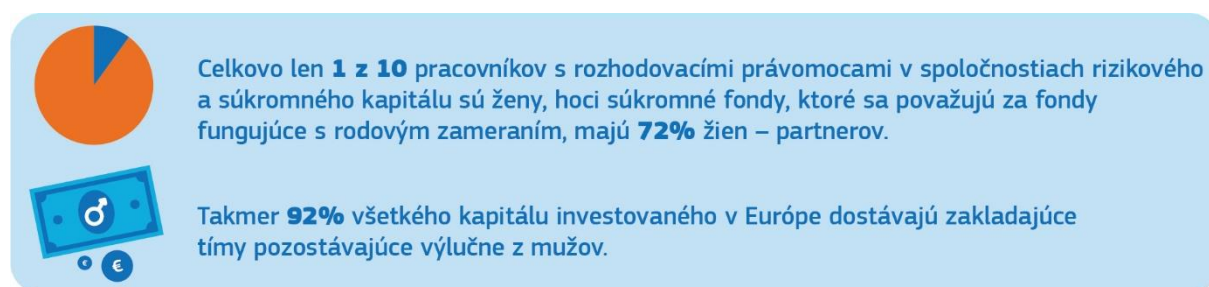 Celkovo len 1 z 10 pracovníkov s rozhodovacími právomocami v spoločnostiach rizikového
a súkromného kapitálu sú ženy, hoci súkromné fondy, ktoré sa považujú za fondy
fungujúce s rodovým zameraním, majú 72% žien – partnerov.
Takmer 92% všetkého kapitálu investovaného v Európe dostávajú zakladajúce
tímy pozostávajúce výlučne z mužov.
€ €